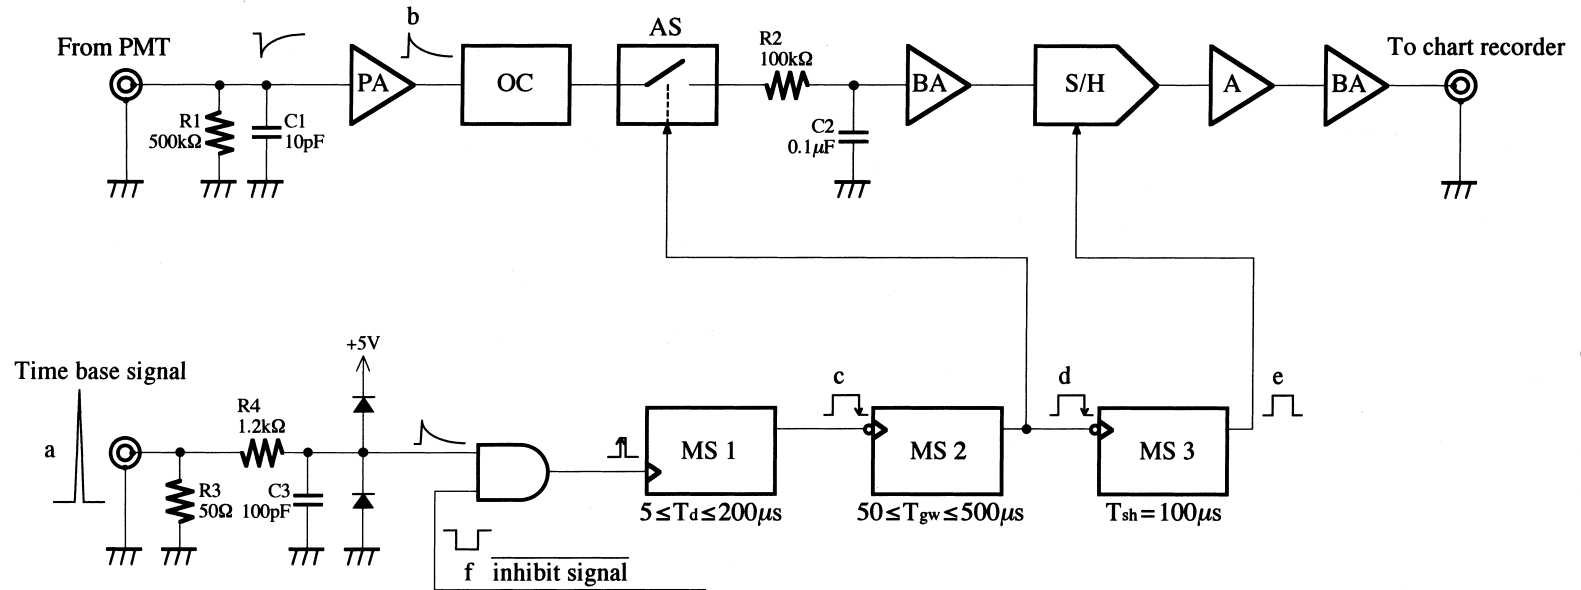 b
AS
From PMT
R2
100kΩ
To chart recorder
PA
OC
BA
S/H
A
BA
R1
500kΩ
C1
10pF
C2
0.1μF
+5V
Time base signal
a
R4
1.2kΩ
c
d
e
MS 1
MS 2
MS 3
R3
50Ω
C3
100pF
5≤Td≤200μs
50≤Tgw≤500μs
Tsh=100μs
f inhibit signal